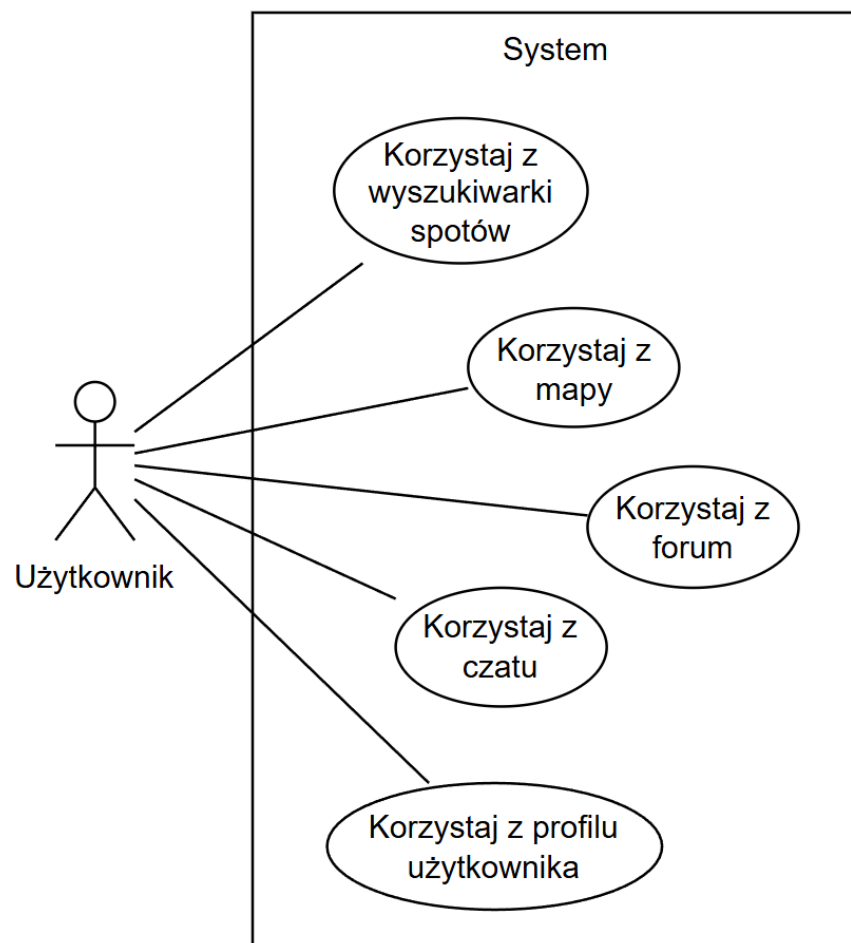 System
Korzystaj z
wyszukiwarki
spotów
Korzystaj z
mapy
Korzystaj z
forum
Użytkownik
Korzystaj z
czatu
Korzystaj z profilu
użytkownika